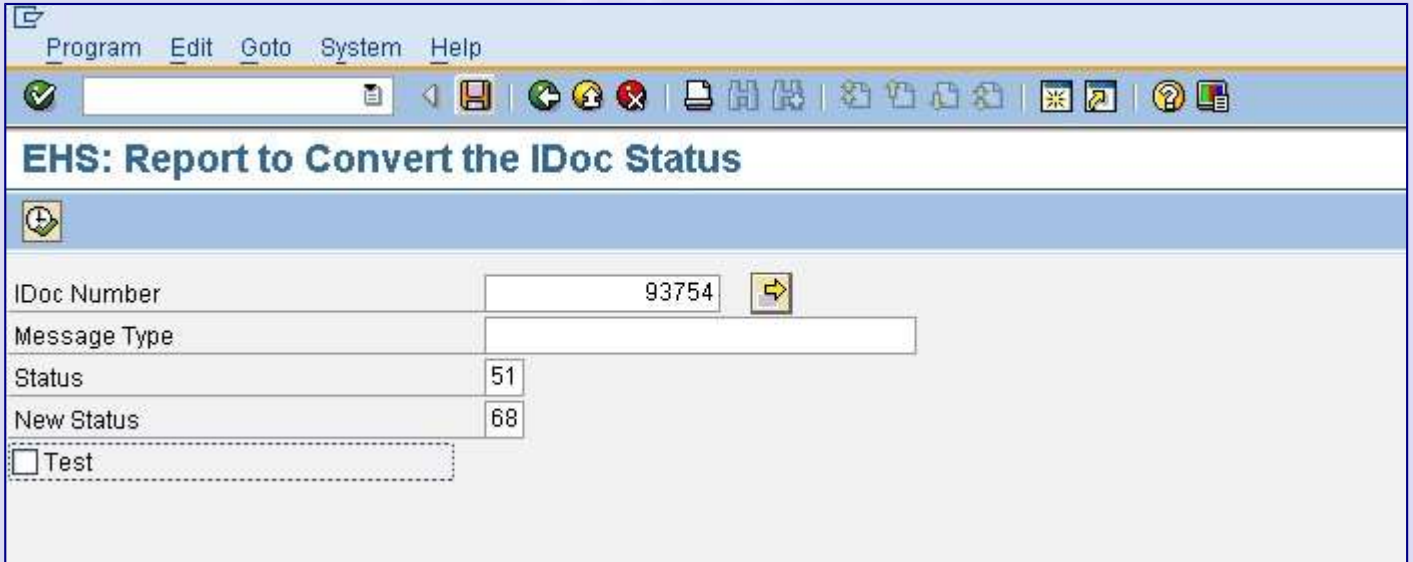 Program Edit Goto System Help
EHS: Report to Convert the IDoc Status
IDoc Number 93754
Message Type
Status 51
New Status 68
Test